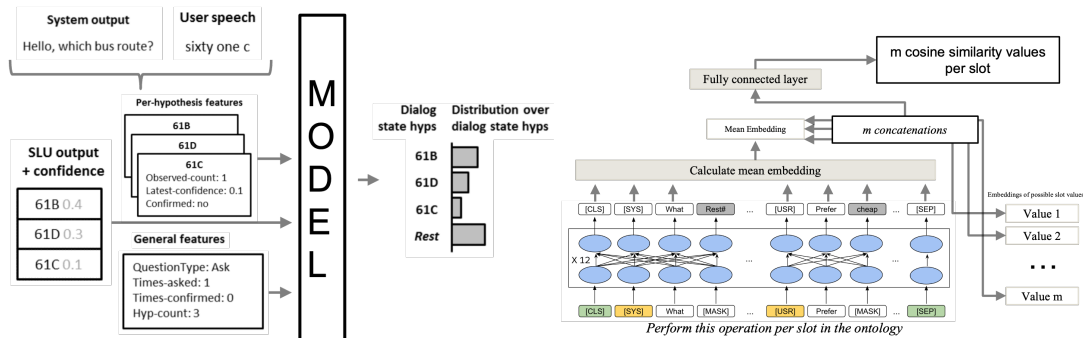 System output
Hello, which bus route?
User speech
sixty one c
Per-hypothesis features
61B
61D
61C
Observed-count: 1
Latest-confidence: 0.1
Confirmed: no
SLU output
+ confidence
61B 0.4
61D 0.3
61C 0.1
General features
QuestionType: Ask
Times-asked: 1
Times-confirmed: 0
Hyp-count: 3
M
O
D
E
L
Dialog
state hyps
Distribution over
dialog state hyps
61B
61D
61C
Rest
m cosine similarity values
per slot
Fully connected layer
Mean Embedding
m concatenations
Calculate mean embedding
Embeddings of possible slot values
Value 1
Value 2
...
Value m
[CLS] [SYS] What Rest# ... [USR] Prefer cheap ... [SEP]
X 12
... ...
[CLS] [SYS] What [MASK] ... [USR] Prefer [MASK] ... [SEP]
Perform this operation per slot in the ontology